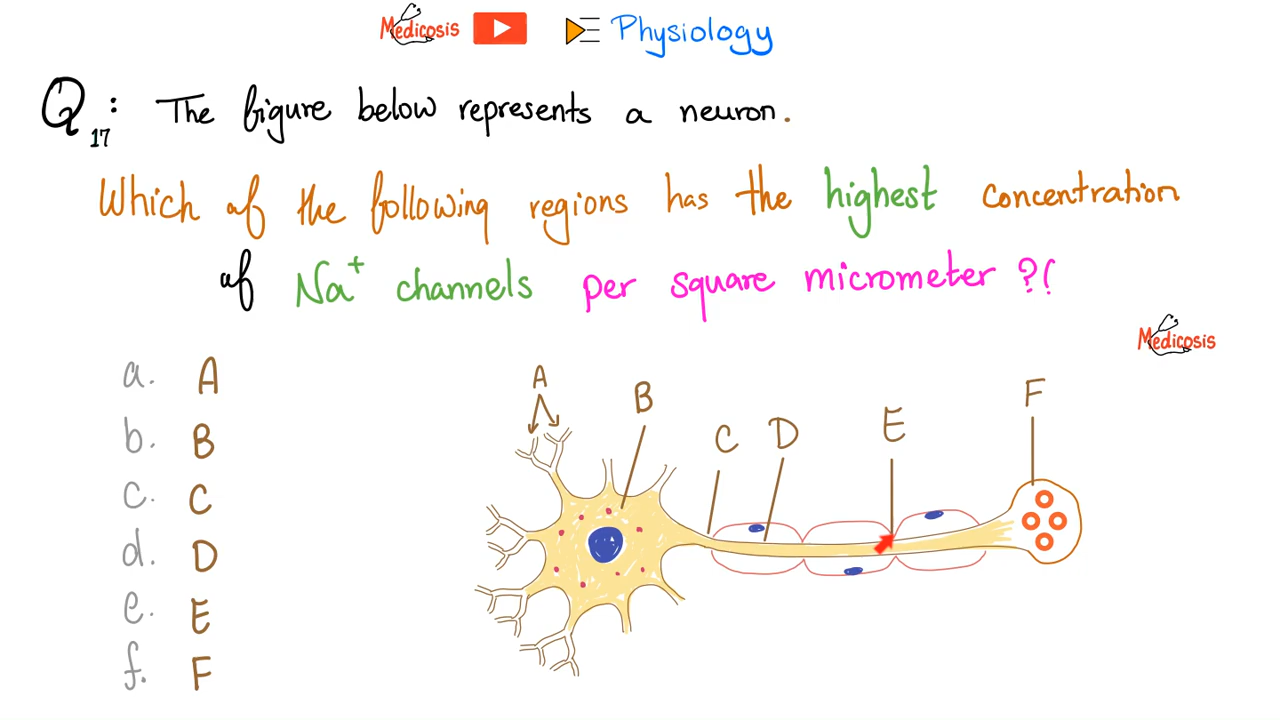 Medicosis Physiology
Q17: The figure below represents a neuron.
Which of the following regions has the highest concentration
of Na+ channels per square micrometer ?(
Medicosis
a. A
b. B
c. C
d. D
e. E
f. F
A
B
C
D
E
F